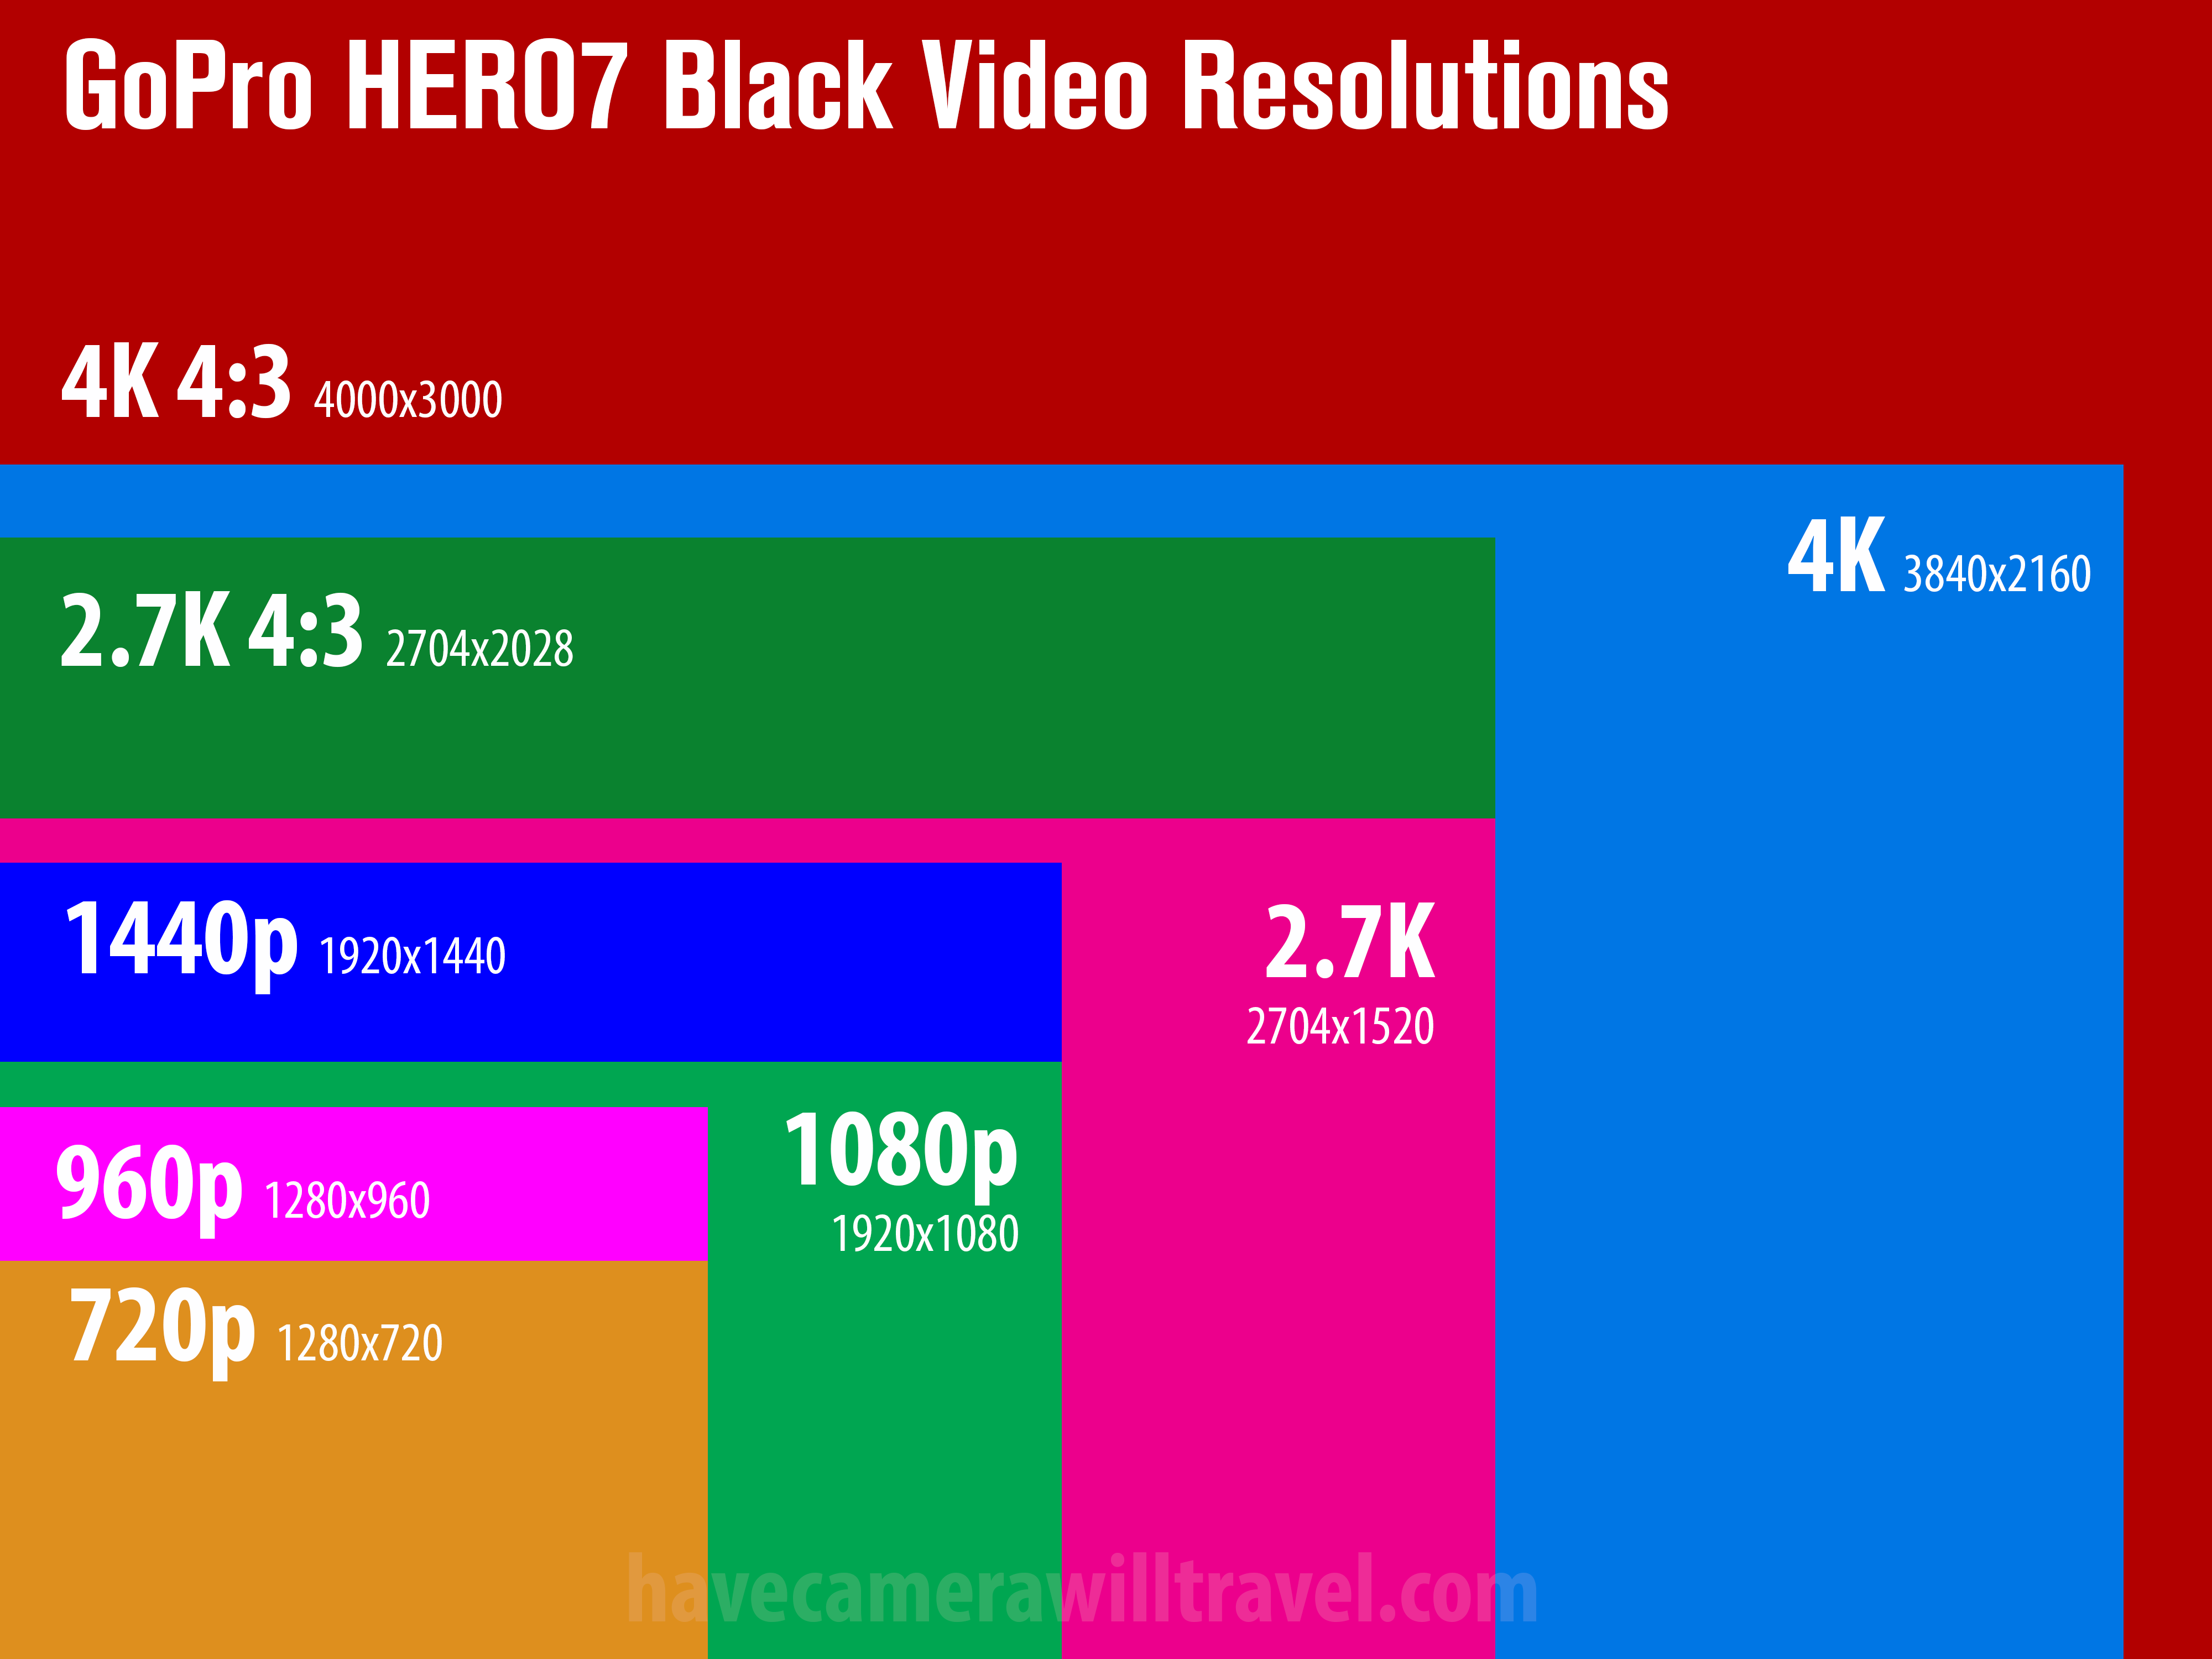 GoPro HERO7 Black Video Resolutions
4K 4:3 4000x3000
4K 3840x2160
2.7K 4:3 2704x2028
1440p 1920x1440
2.7K
2704x1520
1080p
1920x1080
960p 1280x960
720p 1280x720
havecamerawilltravel.com